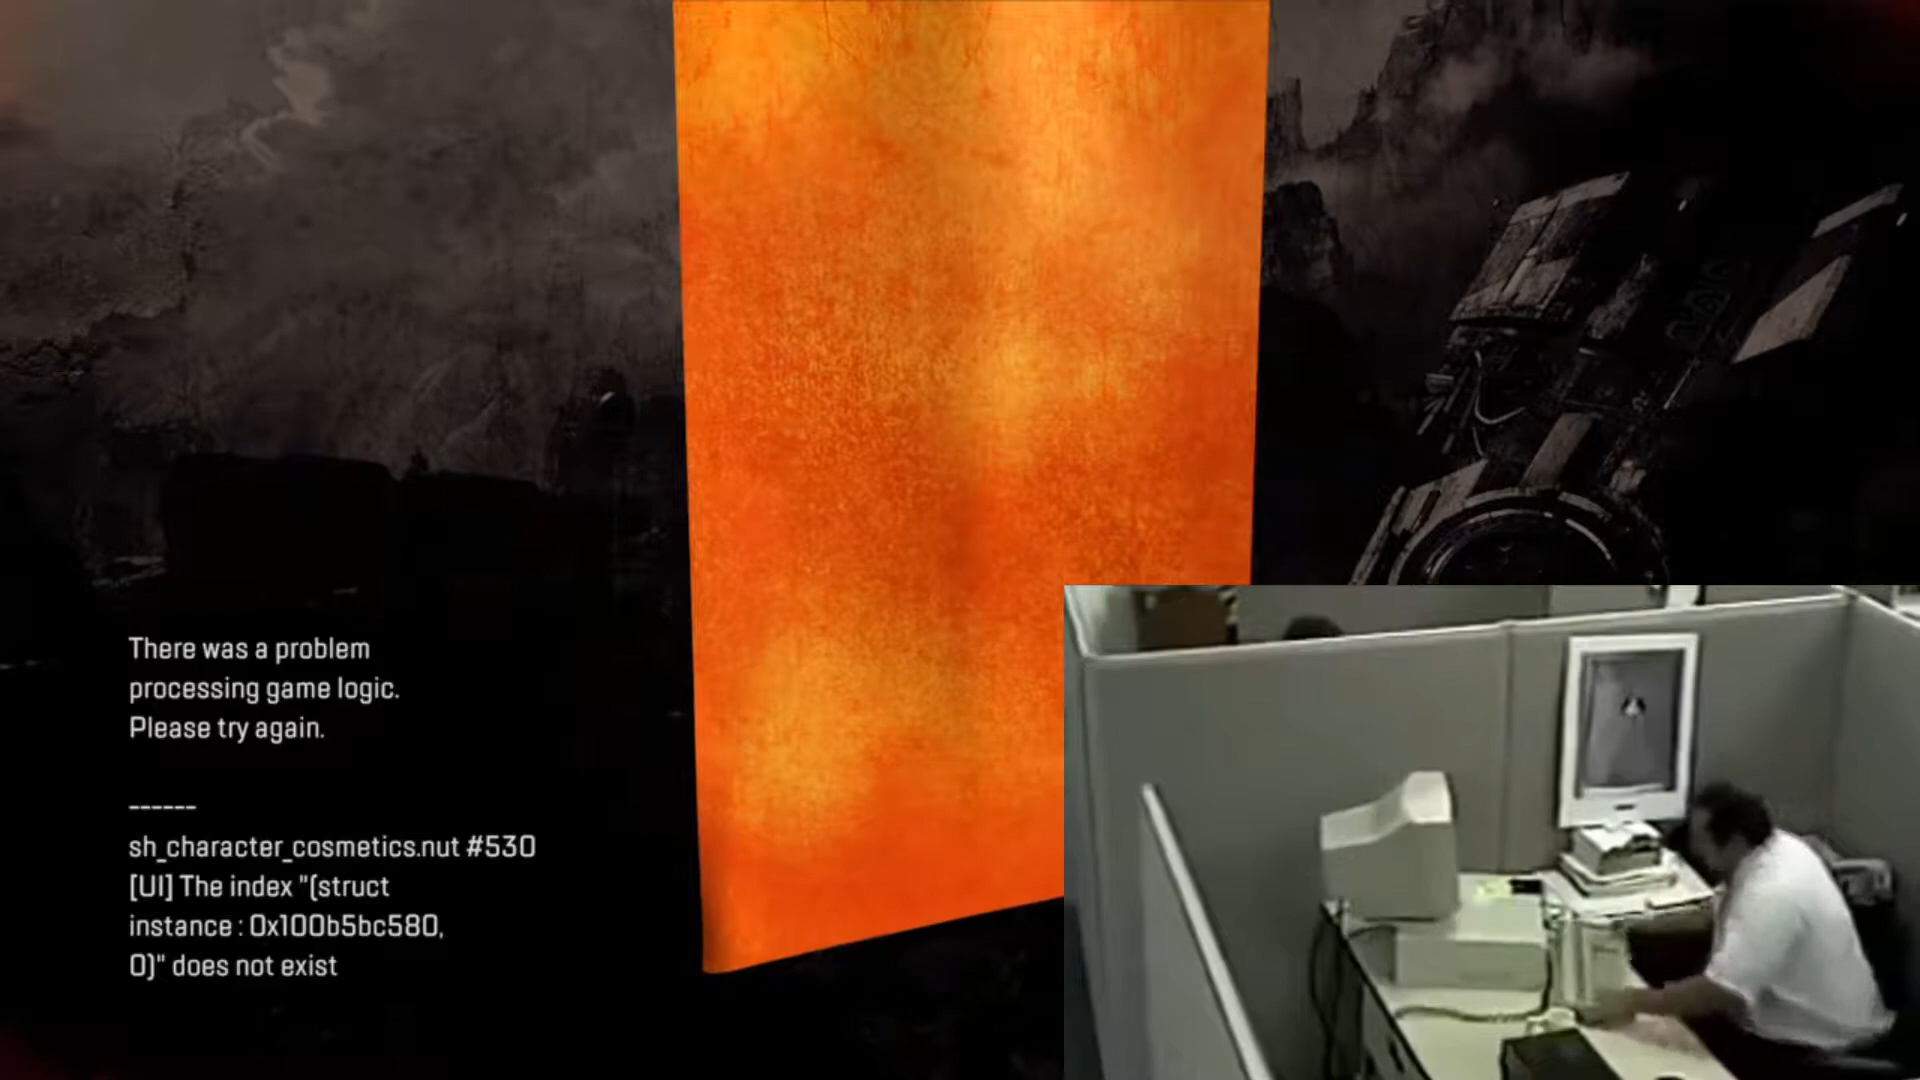 There was a problem
processing game logic.
Please try again.
------
sh_character_cosmetics.nut #530
[UI] The index "(struct
instance : 0x100b5bc580,
0)" does not exist